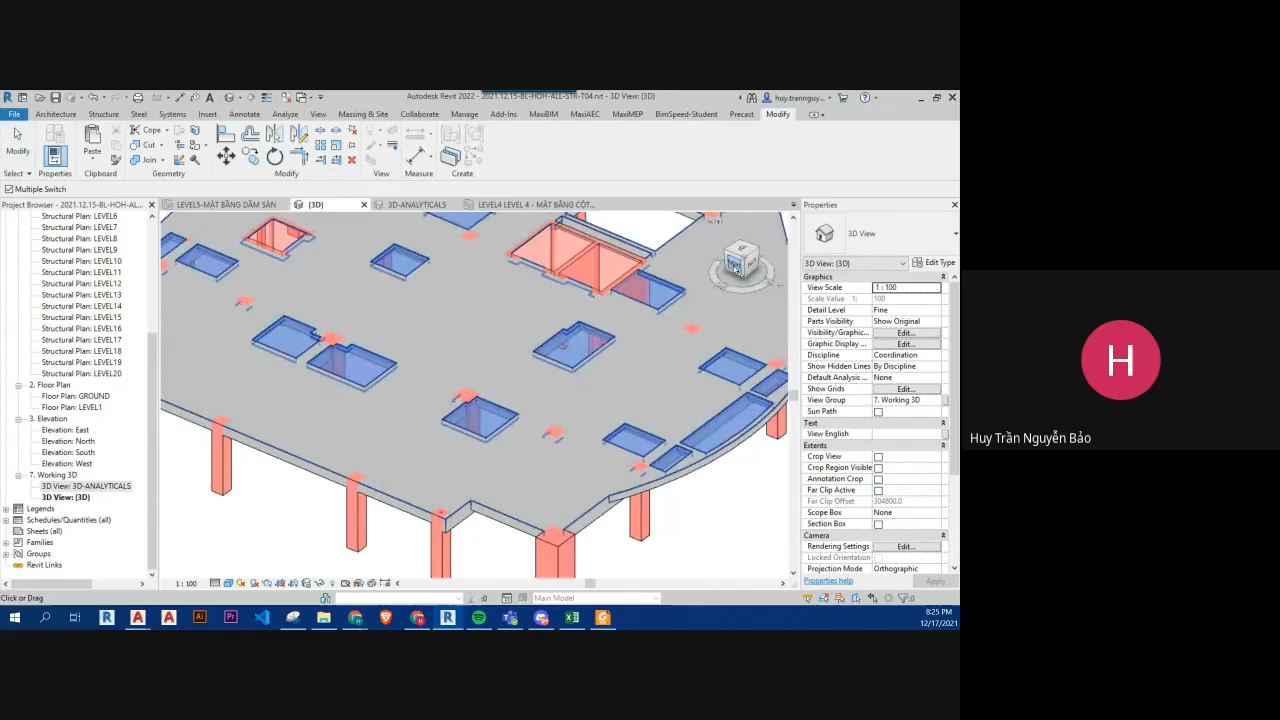 Autodesk Revit 2022 - 2021.12.15-BL-HOH-ALL-STR-T04.rvt - 3D View: {3D}
huy.trannguy...
File Architecture Structure Steel Systems Insert Annotate Analyze View Massing & Site Collaborate Manage Add-Ins MaxiBIM MaxiAEC MaxiMEP BimSpeed-Student Precast Modify
Modify Paste Cope Cut Join
Select Properties Clipboard Geometry Modify View Measure Create
Multiple Switch
Project Browser - 2021.12.15-BL-HOH-AL...
LEVEL5-MẶT BẰNG DẦM SÀN
{3D}
3D-ANALYTICALS
LEVEL4 LEVEL 4 - MẶT BẰNG CỘT...
Structural Plan: LEVEL6
Structural Plan: LEVEL7
Structural Plan: LEVEL8
Structural Plan: LEVEL9
Structural Plan: LEVEL10
Structural Plan: LEVEL11
Structural Plan: LEVEL12
Structural Plan: LEVEL13
Structural Plan: LEVEL14
Structural Plan: LEVEL15
Structural Plan: LEVEL16
Structural Plan: LEVEL17
Structural Plan: LEVEL18
Structural Plan: LEVEL19
Structural Plan: LEVEL20
2. Floor Plan
Floor Plan: GROUND
Floor Plan: LEVEL1
3. Elevation
Elevation: East
Elevation: North
Elevation: South
Elevation: West
7. Working 3D
3D View: 3D-ANALYTICALS
3D View: {3D}
Legends
Schedules/Quantities (all)
Sheets (all)
Families
Groups
Revit Links
Properties
3D View
3D View: {3D} Edit Type
Graphics
View Scale 1 : 100
Scale Value 1: 100
Detail Level Fine
Parts Visibility Show Original
Visibility/Graphic... Edit...
Graphic Display ... Edit...
Discipline Coordination
Show Hidden Lines By Discipline
Default Analysis ... None
Show Grids Edit...
View Group 7. Working 3D
Sun Path
Text
View English
Extents
Crop View
Crop Region Visible
Annotation Crop
Far Clip Active
Far Clip Offset 304800.0
Scope Box None
Section Box
Camera
Rendering Settings Edit...
Locked Orientation
Projection Mode Orthographic
Properties help Apply
1 : 100
Click or Drag
:0
Main Model
:0
8:25 PM
12/17/2021
H
Huy Trần Nguyễn Bảo